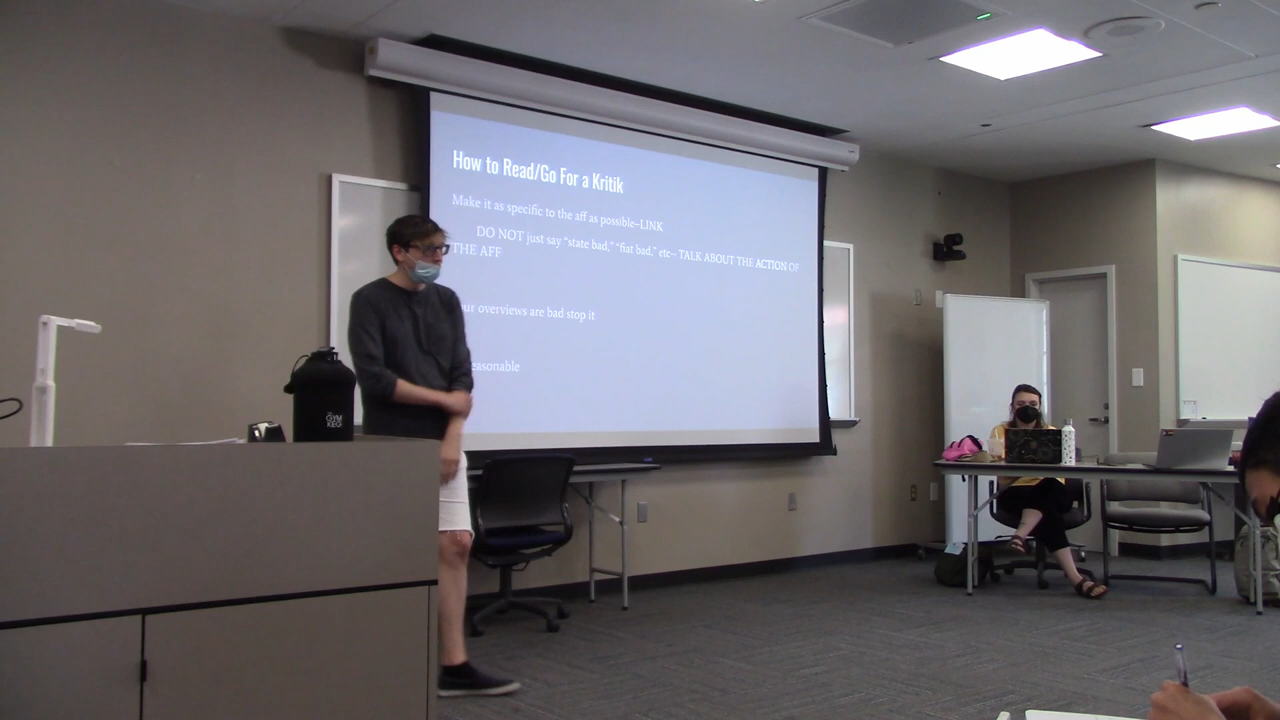 How to Read/Go For a Kritik
Make it as specific to the aff as possible–LINK
DO NOT just say “state bad,” “fiat bad,” etc– TALK ABOUT THE ACTION OF
THE AFF
overviews are bad stop it
THE
GYM
KEG